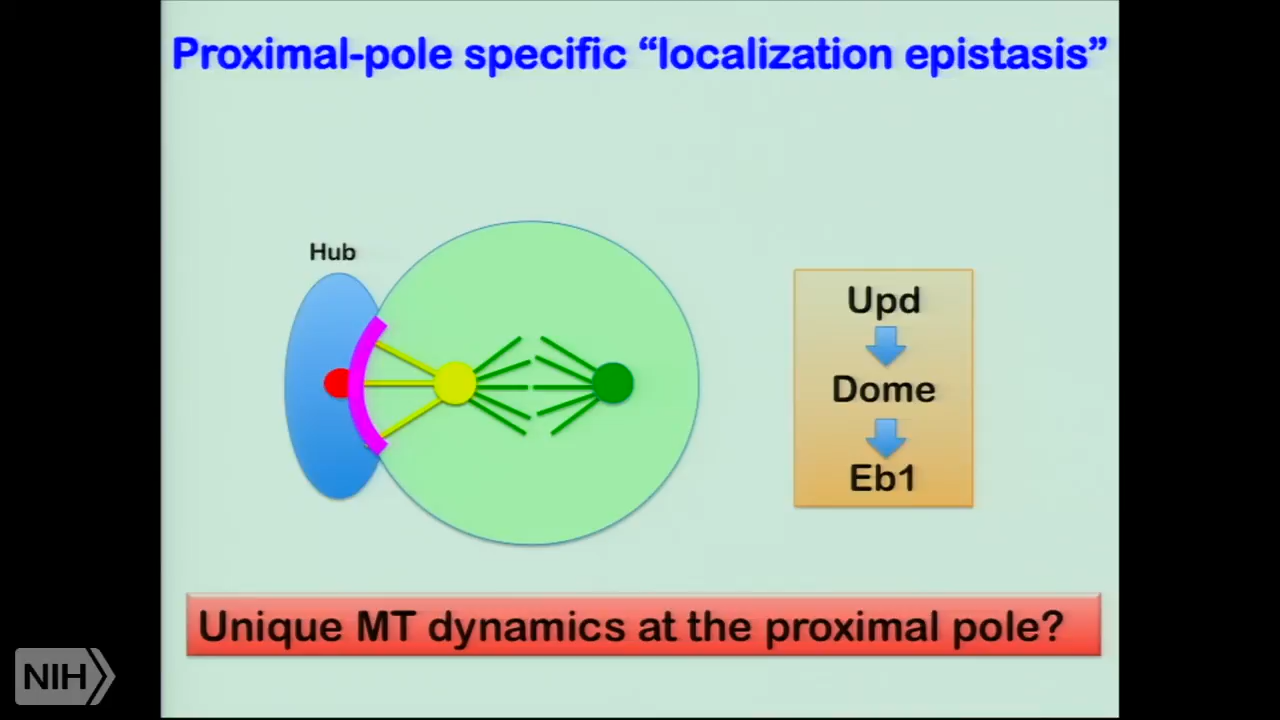 Proximal-pole specific “localization epistasis”
Hub
Upd
Dome
Eb1
Unique MT dynamics at the proximal pole?
NIH